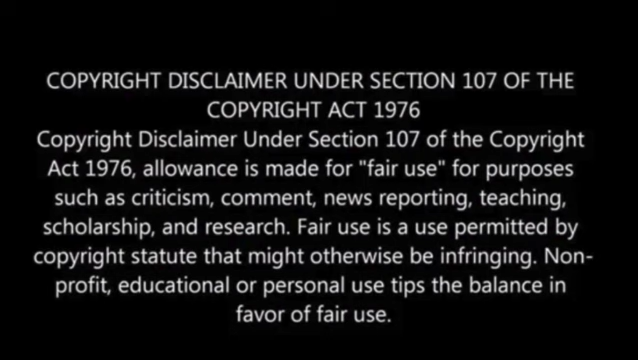 COPYRIGHT DISCLAIMER UNDER SECTION 107 OF THE
COPYRIGHT ACT 1976
Copyright Disclaimer Under Section 107 of the Copyright
Act 1976, allowance is made for "fair use" for purposes
such as criticism, comment, news reporting, teaching,
scholarship, and research. Fair use is a use permitted by
copyright statute that might otherwise be infringing. Non-
profit, educational or personal use tips the balance in
favor of fair use.